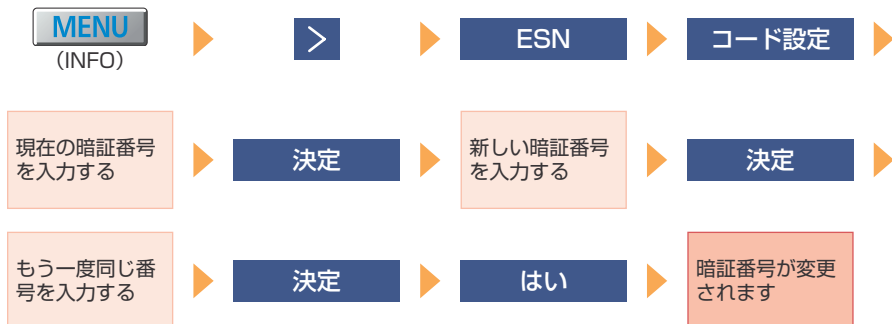 MENU
(INFO)
>
ESN
コード設定
現在の暗証番号
を入力する
決定
新しい暗証番号
を入力する
決定
もう一度同じ番
号を入力する
決定
はい
暗証番号が変更
されます